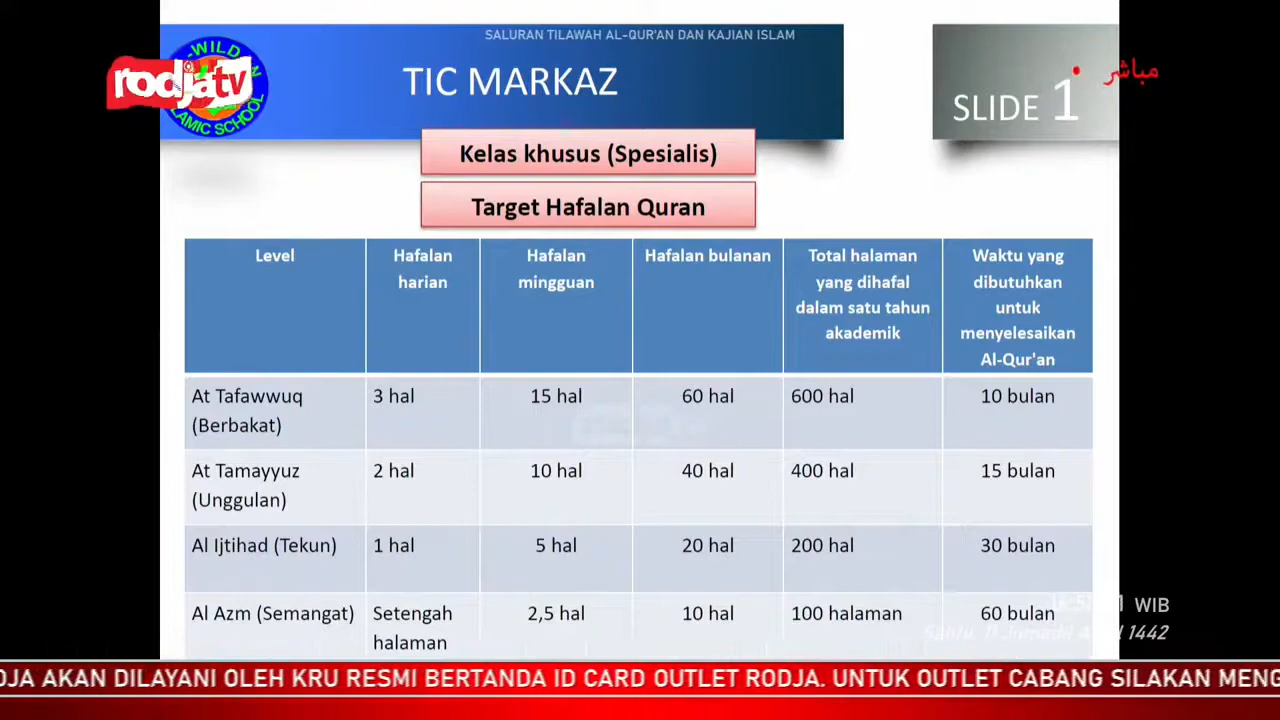 SALURAN TILAWAH AL-QUR'AN DAN KAJIAN ISLAM
rodjatv
-WILD
LAMIC SCHOOL
TIC MARKAZ
SLIDE 1
مباشر
Kelas khusus (Spesialis)
Target Hafalan Quran
Level
Hafalan harian
Hafalan mingguan
Hafalan bulanan
Total halaman yang dihafal dalam satu tahun akademik
Waktu yang dibutuhkan untuk menyelesaikan Al-Qur'an
At Tafawwuq (Berbakat)
3 hal
15 hal
60 hal
600 hal
10 bulan
At Tamayyuz (Unggulan)
2 hal
10 hal
40 hal
400 hal
15 bulan
Al Ijtihad (Tekun)
1 hal
5 hal
20 hal
200 hal
30 bulan
Al Azm (Semangat)
Setengah halaman
2,5 hal
10 hal
100 halaman
60 bulan
WIB
1442
DJA AKAN DILAYANI OLEH KRU RESMI BERTANDA ID CARD OUTLET RODJA. UNTUK OUTLET CABANG SILAKAN MENG